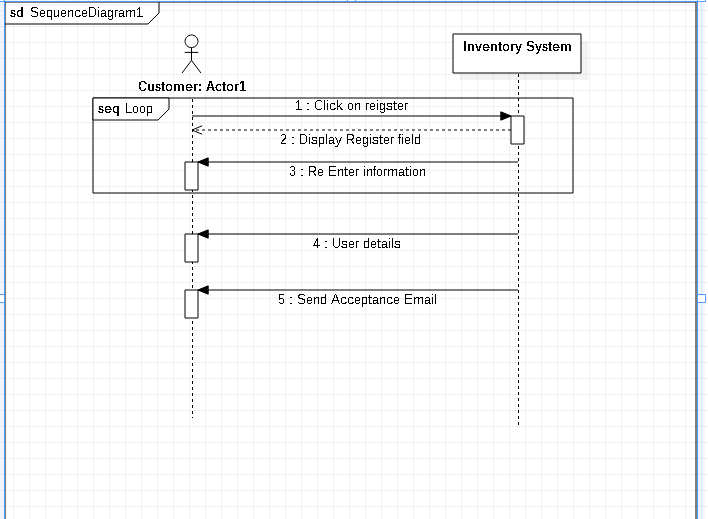 sd SequenceDiagram1
Inventory System
Customer: Actor1
seq Loop
1 : Click on reigster
2 : Display Register field
3 : Re Enter information
4 : User details
5 : Send Acceptance Email